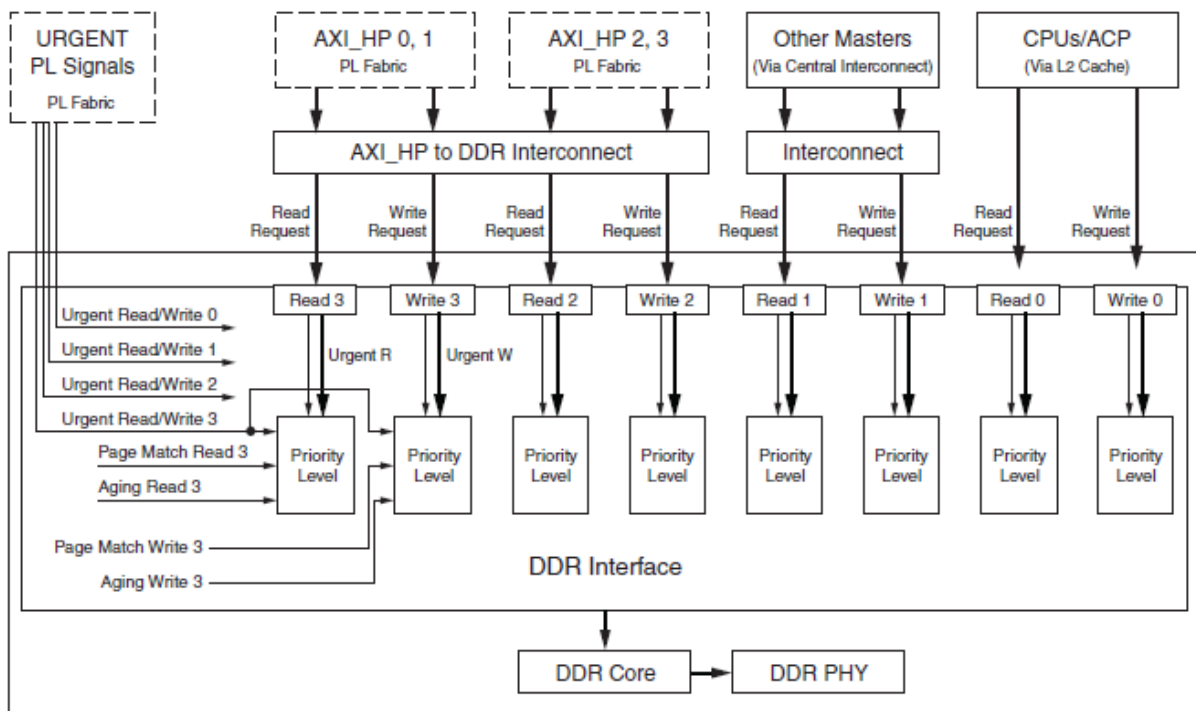 URGENT
PL Signals
PL Fabric
AXI_HP 0, 1
PL Fabric
AXI_HP 2, 3
PL Fabric
Other Masters
(Via Central Interconnect)
CPUs/ACP
(Via L2 Cache)
AXI_HP to DDR Interconnect
Interconnect
Read
Request
Write
Request
Read
Request
Write
Request
Read
Request
Write
Request
Read
Request
Write
Request
Read 3
Write 3
Read 2
Write 2
Read 1
Write 1
Read 0
Write 0
Urgent Read/Write 0
Urgent Read/Write 1
Urgent Read/Write 2
Urgent Read/Write 3
Urgent R
Urgent W
Page Match Read 3
Aging Read 3
Priority
Level
Priority
Level
Priority
Level
Priority
Level
Priority
Level
Priority
Level
Priority
Level
Priority
Level
Page Match Write 3
Aging Write 3
DDR Interface
DDR Core
DDR PHY